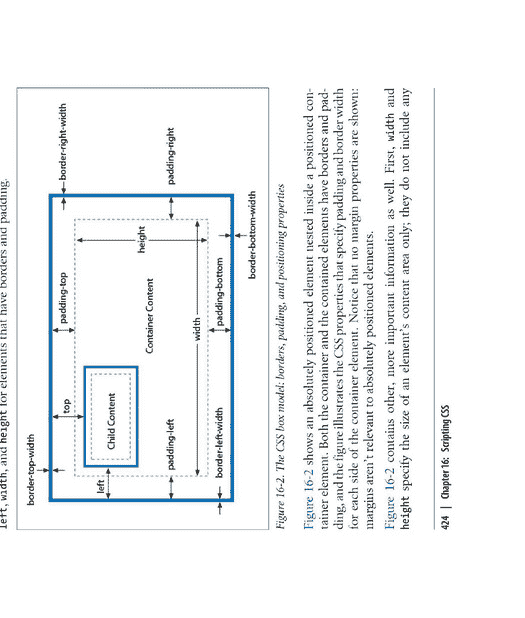 left, width, and height for elements that have borders and padding.
border-top-width
border-right-width
top
padding-top
padding-right
left
Child Content
height
Container Content
padding-left
width
padding-bottom
border-left-width
border-bottom-width
Figure 16-2. The CSS box model: borders, padding, and positioning properties
Figure 16-2 shows an absolutely positioned element nested inside a positioned con-
tainer element. Both the container and the contained elements have borders and pad-
ding, and the figure illustrates the CSS properties that specify padding and border width
for each side of the container element. Notice that no margin properties are shown:
margins aren't relevant to absolutely positioned elements.
Figure 16-2 contains other, more important information as well. First, width and
height specify the size of an element's content area only; they do not include any
424 | Chapter 16: Scripting CSS